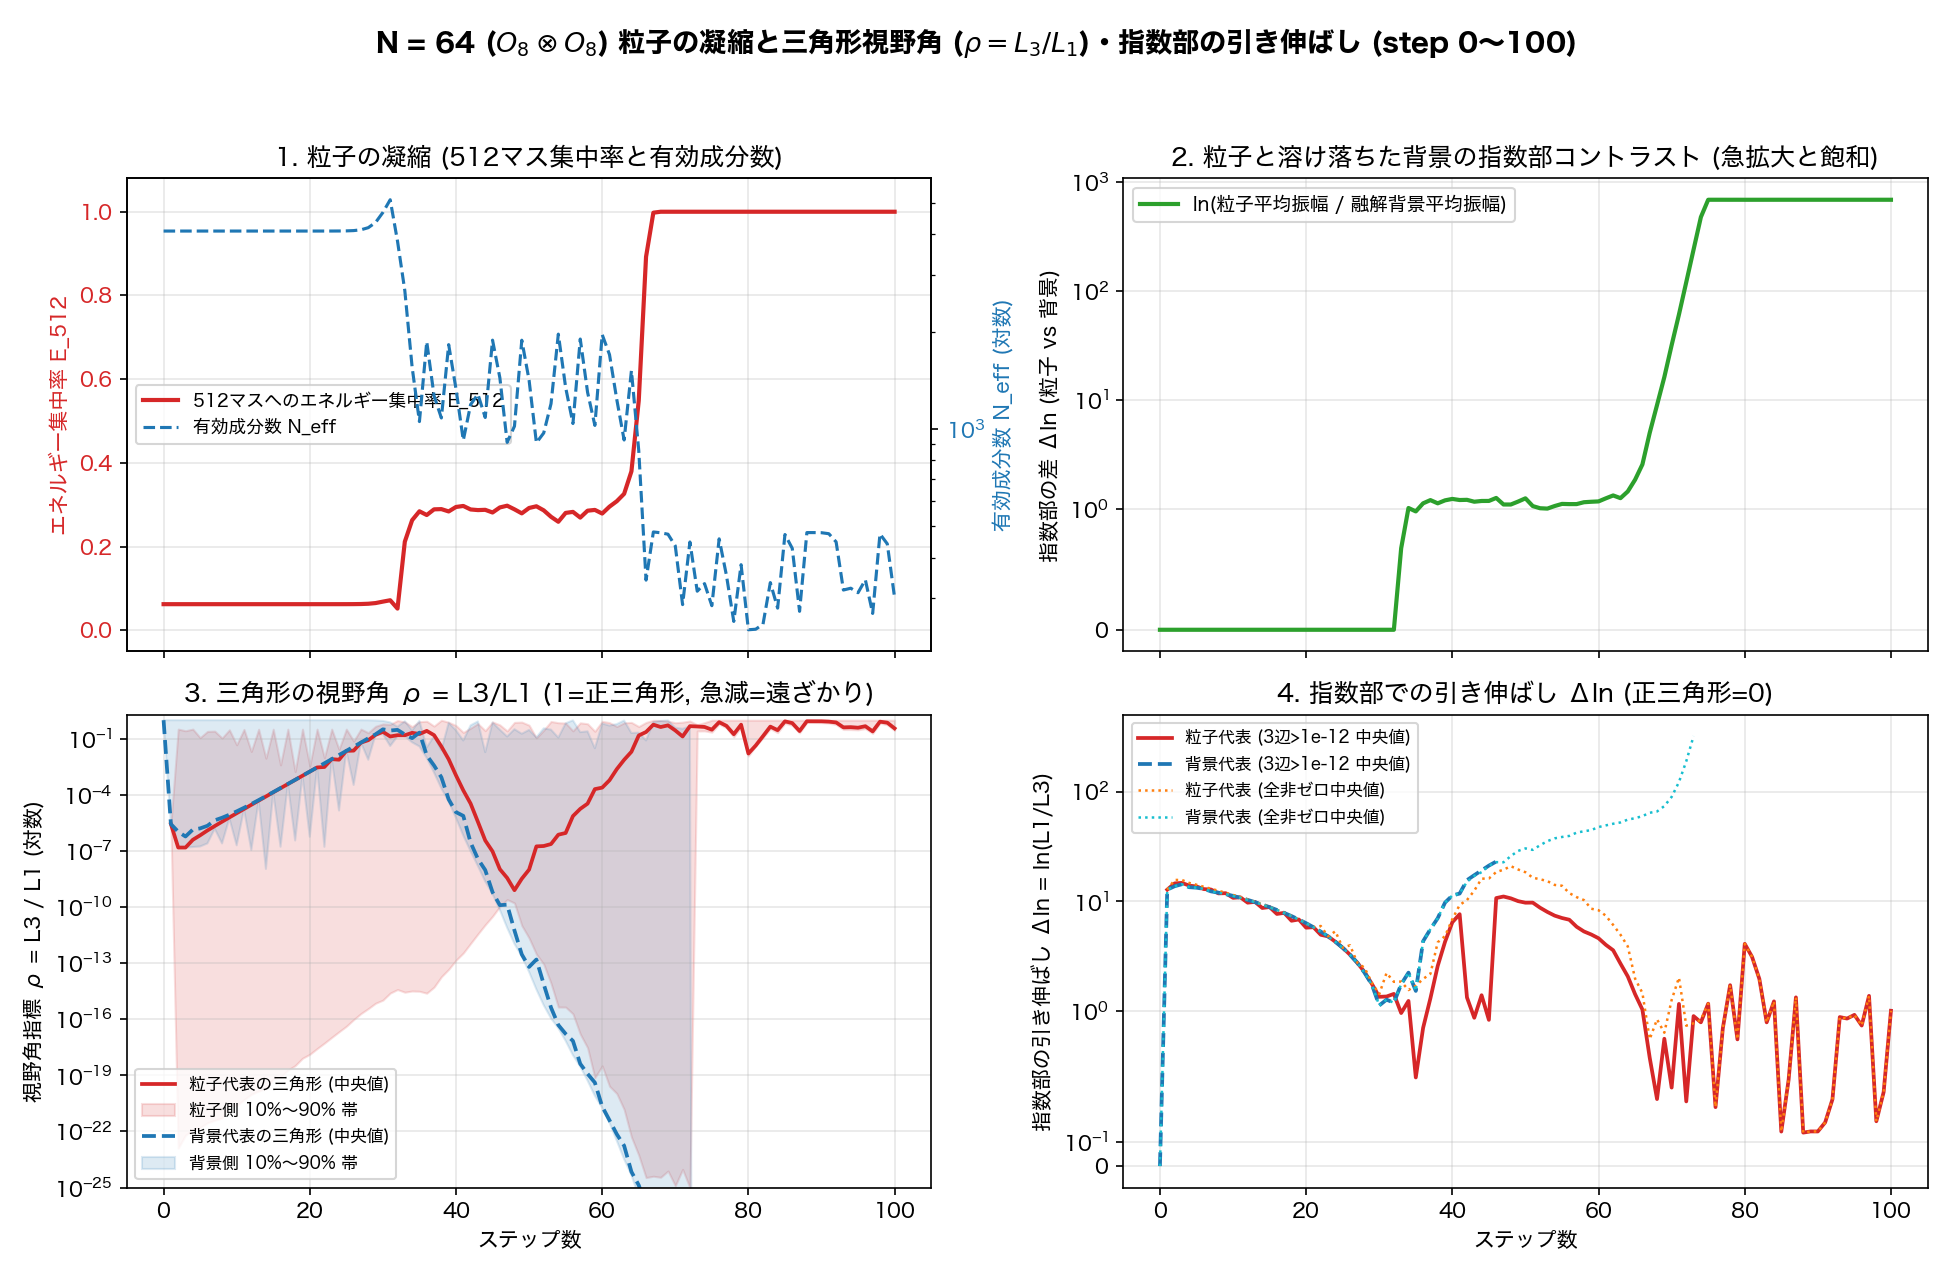 N = 64 (O₈ ⊗ O₈) 粒子の凝縮と三角形視野角 (ρ = L₃/L₁)・指数部の引き伸ばし (step 0〜100)
1. 粒子の凝縮 (512マス集中率と有効成分数)
エネルギー集中率 E_512
1.0
0.8
0.6
0.4
0.2
0.0
512マスへのエネルギー集中率 E_512
有効成分数 N_eff
10³
有効成分数 N_eff (対数)
2. 粒子と溶け落ちた背景の指数部コントラスト (急拡大と飽和)
指数部の差 Δln (粒子 vs 背景)
10³
10²
10¹
10⁰
0
ln(粒子平均振幅 / 融解背景平均振幅)
3. 三角形の視野角 ρ = L3/L1 (1=正三角形, 急減=遠ざかり)
視野角指標 ρ = L3 / L1 (対数)
10⁻¹
10⁻⁴
10⁻⁷
10⁻¹⁰
10⁻¹³
10⁻¹⁶
10⁻¹⁹
10⁻²²
10⁻²⁵
粒子代表の三角形 (中央値)
粒子側 10%〜90% 帯
背景代表の三角形 (中央値)
背景側 10%〜90% 帯
0 20 40 60 80 100
ステップ数
4. 指数部での引き伸ばし Δln (正三角形=0)
指数部の引き伸ばし Δln = ln(L1/L3)
10²
10¹
10⁰
10⁻¹
0
粒子代表 (3辺>1e-12 中央値)
背景代表 (3辺>1e-12 中央値)
粒子代表 (全非ゼロ中央値)
背景代表 (全非ゼロ中央値)
0 20 40 60 80 100
ステップ数